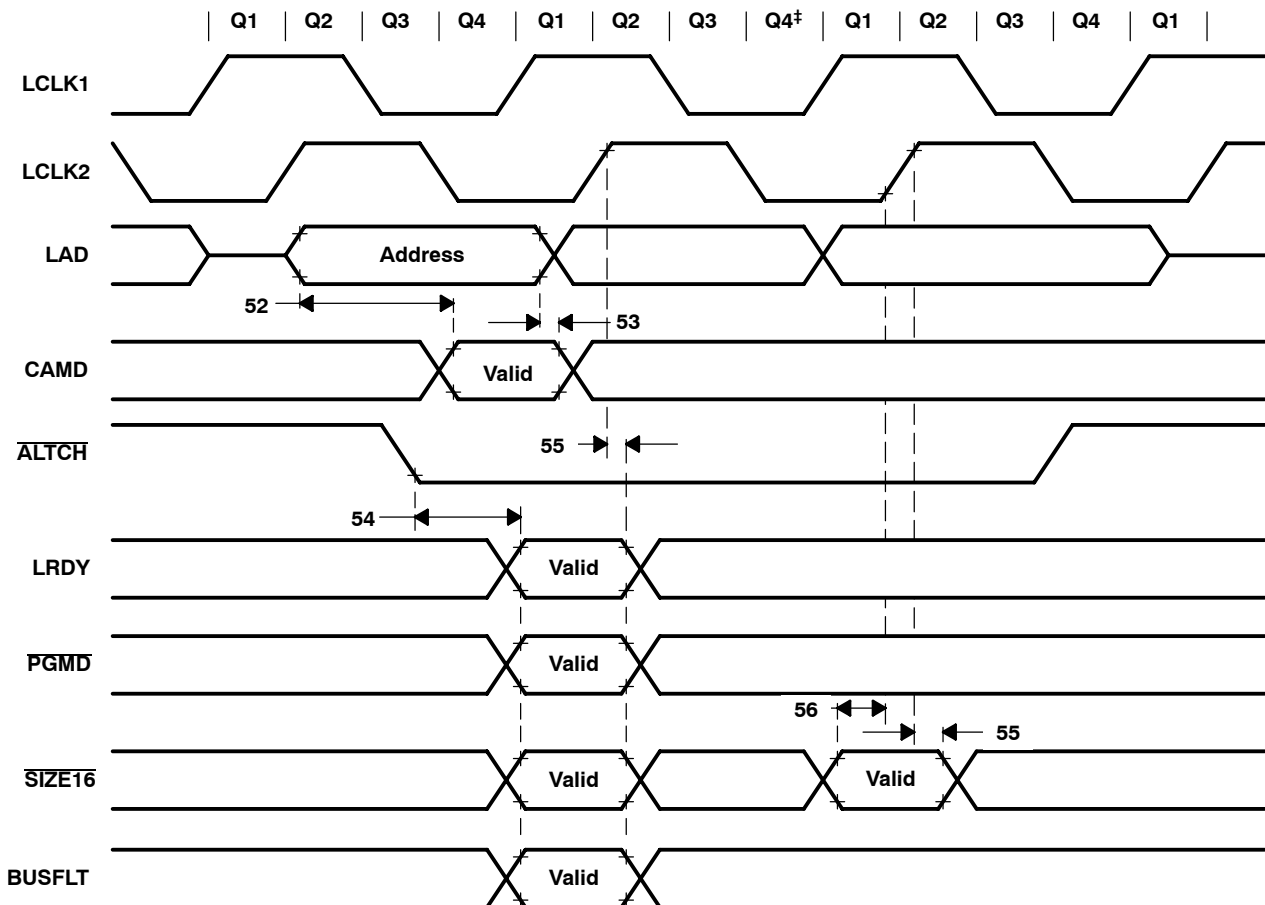 Q1 Q2 Q3 Q4 Q1 Q2 Q3 Q4‡ Q1 Q2 Q3 Q4 Q1
LCLK1
LCLK2
LAD Address
52
53
CAMD Valid
ALTCH
55
54
LRDY Valid
PGMD Valid
56
55
SIZE16 Valid Valid
BUSFLT Valid